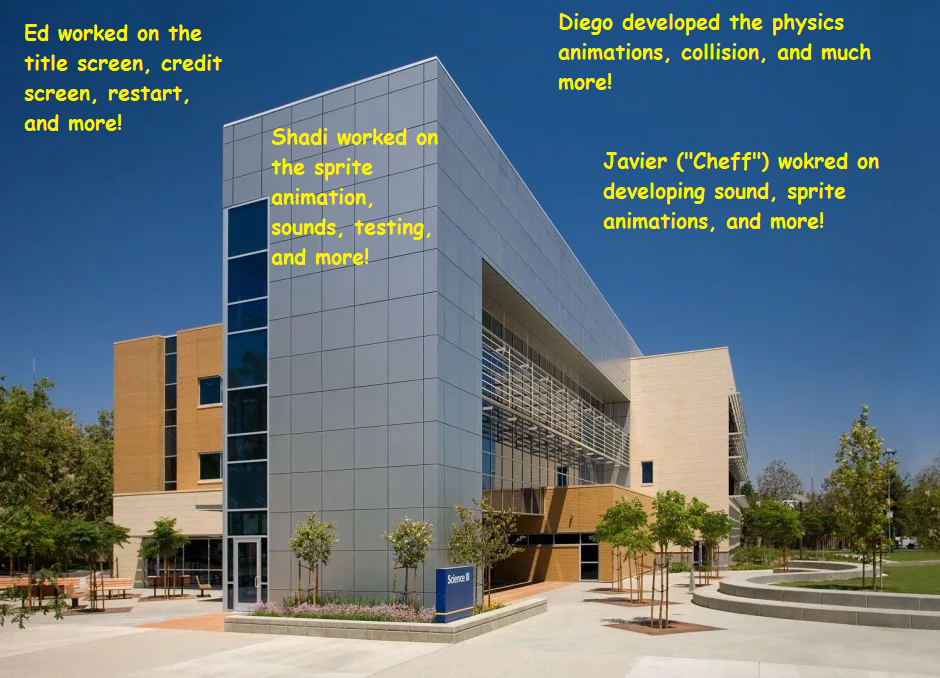 Ed worked on the
title screen, credit
screen, restart,
and more!
Diego developed the physics
animations, collision, and much
more!
Shadi worked on
the sprite
animation,
sounds, testing,
and more!
Javier ("Cheff") wokred on
developing sound, sprite
animations, and more!
Science III